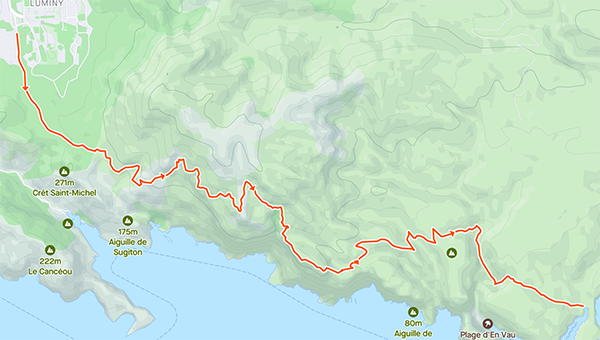 LUMINY
271m
Crêt Saint-Michel
175m
Aiguille de
Sugiton
222m
Le Cancéou
80m
Aiguille de
Plage d'En Vau